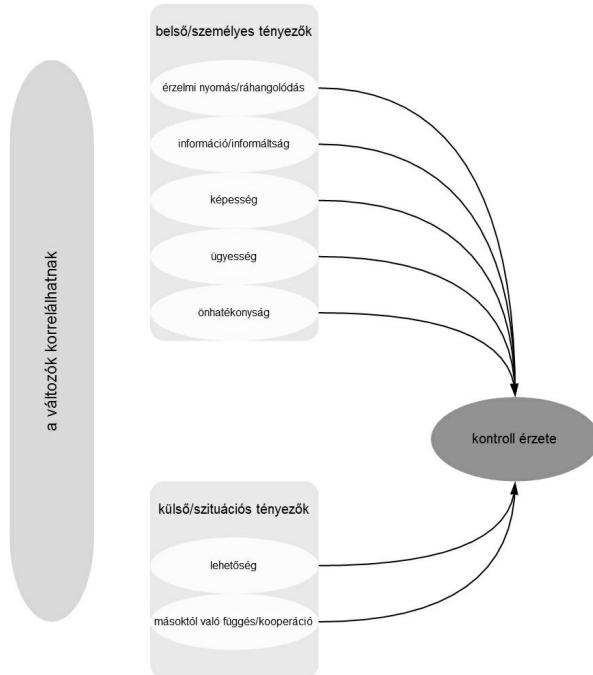 belső/személyes tényezők
érzelmi nyomás/ráhangolódás
információ/informáltság
képesség
ügyesség
önhatékonyság
a változók korrelálhatnak
kontroll érzete
külső/szituációs tényezők
lehetőség
másoktól való függés/kooperáció